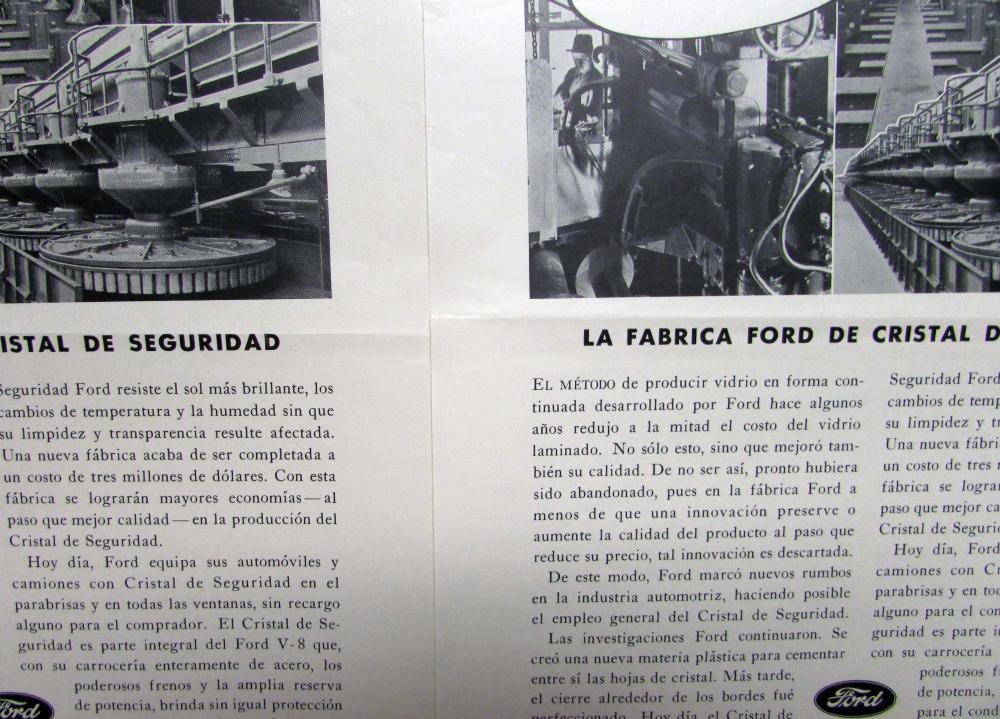 ISTAL DE SEGURIDAD
Seguridad Ford resiste el sol más brillante, los
cambios de temperatura y la humedad sin que
su limpidez y transparencia resulte afectada.
Una nueva fábrica acaba de ser completada a
un costo de tres millones de dólares. Con esta
fábrica se lograrán mayores economías—al
paso que mejor calidad—en la producción del
Cristal de Seguridad.
Hoy día, Ford equipa sus automóviles y
camiones con Cristal de Seguridad en el
parabrisas y en todas las ventanas, sin recargo
alguno para el comprador. El Cristal de Se-
guridad es parte integral del Ford V-8 que,
con su carrocería enteramente de acero, los
poderosos frenos y la amplia reserva
de potencia, brinda sin igual protección
Ford
LA FABRICA FORD DE CRISTAL D
EL MÉTODO de producir vidrio en forma con-
tinuada desarrollado por Ford hace algunos
años redujo a la mitad el costo del vidrio
laminado. No sólo esto, sino que mejoró tam-
bién su calidad. De no ser así, pronto hubiera
sido abandonado, pues en la fábrica Ford a
menos de que una innovación preserve o
aumente la calidad del producto al paso que
reduce su precio, tal innovación es descartada.
De este modo, Ford marcó nuevos rumbos
en la industria automotriz, haciendo posible
el empleo general del Cristal de Seguridad.
Las investigaciones Ford continuaron. Se
creó una nueva materia plástica para cementar
entre sí las hojas de cristal. Más tarde,
el cierre alrededor de los bordes fué
perfeccionado. Hoy día, el Cristal de
Seguridad Ford
cambios de temp
su limpidez y tr
Una nueva fábri
un costo de tres
fábrica se lograr
paso que mejor ca
Cristal de Segurid
Hoy día, Ford
camiones con Cr
parabrisas y en tod
alguno para el com
guridad es parte i
con su carrocería
poderosos f
de potencia,
para el cond
Ford